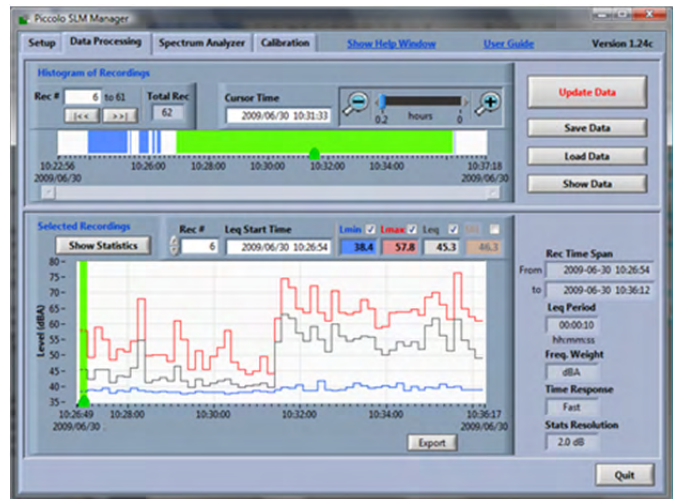 Piccolo SLM Manager
Setup Data Processing Spectrum Analyzer Calibration Show Help Window User Guide Version 1.24c
Histogram of Recordings
Rec # 6 to 61 Total Rec 62
|<< >>|
Cursor Time
2009/06/30 10:31:33
0.2 hours 0
Update Data
Save Data
Load Data
Show Data
10:22:56 10:26:00 10:28:00 10:30:00 10:32:00 10:34:00 10:37:18
2009/06/30 2009/06/30
Selected Recordings
Show Statistics
Rec # Leq Start Time Lmin Lmax Leq
6 2009/06/30 10:26:54 38.4 57.8 45.3 46.3
Level (dBA)
80
75
70
65
60
55
50
45
40
35
10:26:49 10:28:00 10:30:00 10:32:00 10:34:00 10:36:17
2009/06/30 2009/06/30
Export
Rec Time Span
From 2009-06-30 10:26:54
to 2009-06-30 10:36:12
Leq Period
00:00:10
hh:mm:ss
Freq. Weight
dBA
Time Response
Fast
Stats Resolution
2.0 dB
Quit